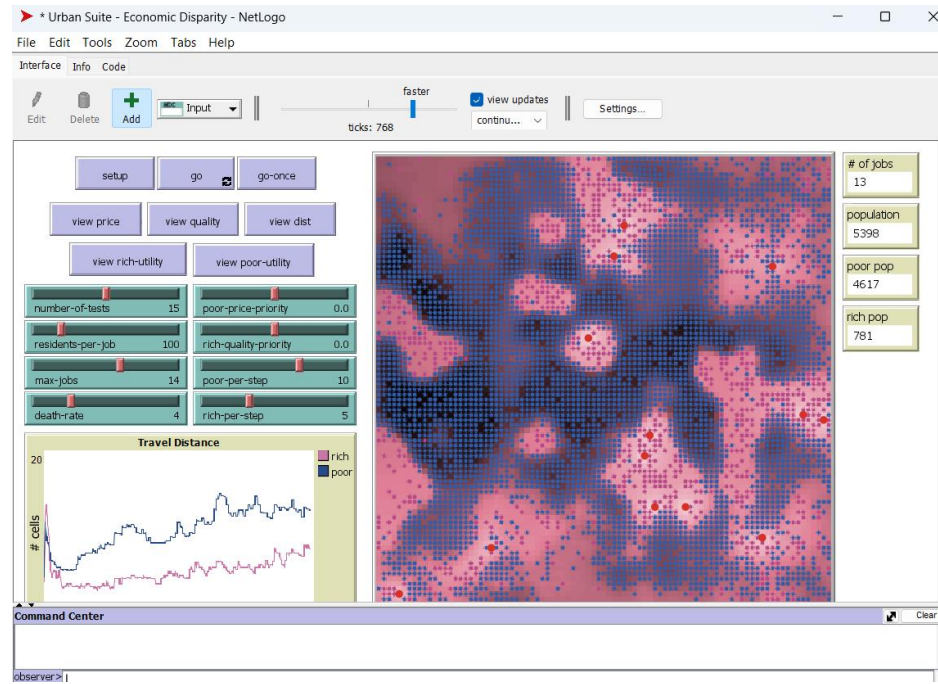 * Urban Suite - Economic Disparity - NetLogo
File Edit Tools Zoom Tabs Help
Interface Info Code
Edit Delete Add
ABC Input
faster
ticks: 768
view updates
continu...
Settings...
setup go go-once
view price view quality view dist
view rich-utility view poor-utility
number-of-tests 15
poor-price-priority 0.0
residents-per-job 100
rich-quality-priority 0.0
max-jobs 14
poor-per-step 10
death-rate 4
rich-per-step 5
Travel Distance
20
# cells
rich
poor
# of jobs
13
population
5398
poor pop
4617
rich pop
781
Command Center
Clear
observer>